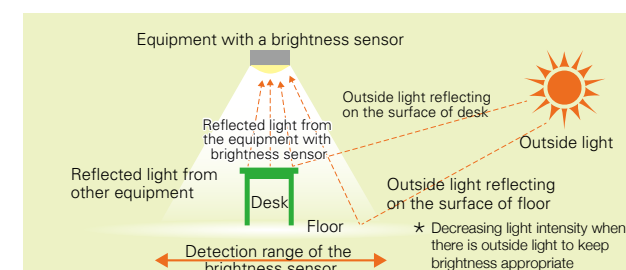 Equipment with a brightness sensor
Outside light reflecting
on the surface of desk
Reflected light from
the equipment with
brightness sensor
Outside light
Reflected light from
other equipment
Desk
Outside light reflecting
on the surface of floor
Floor
* Decreasing light intensity when
there is outside light to keep
brightness appropriate
Detection range of the
brightness sensor